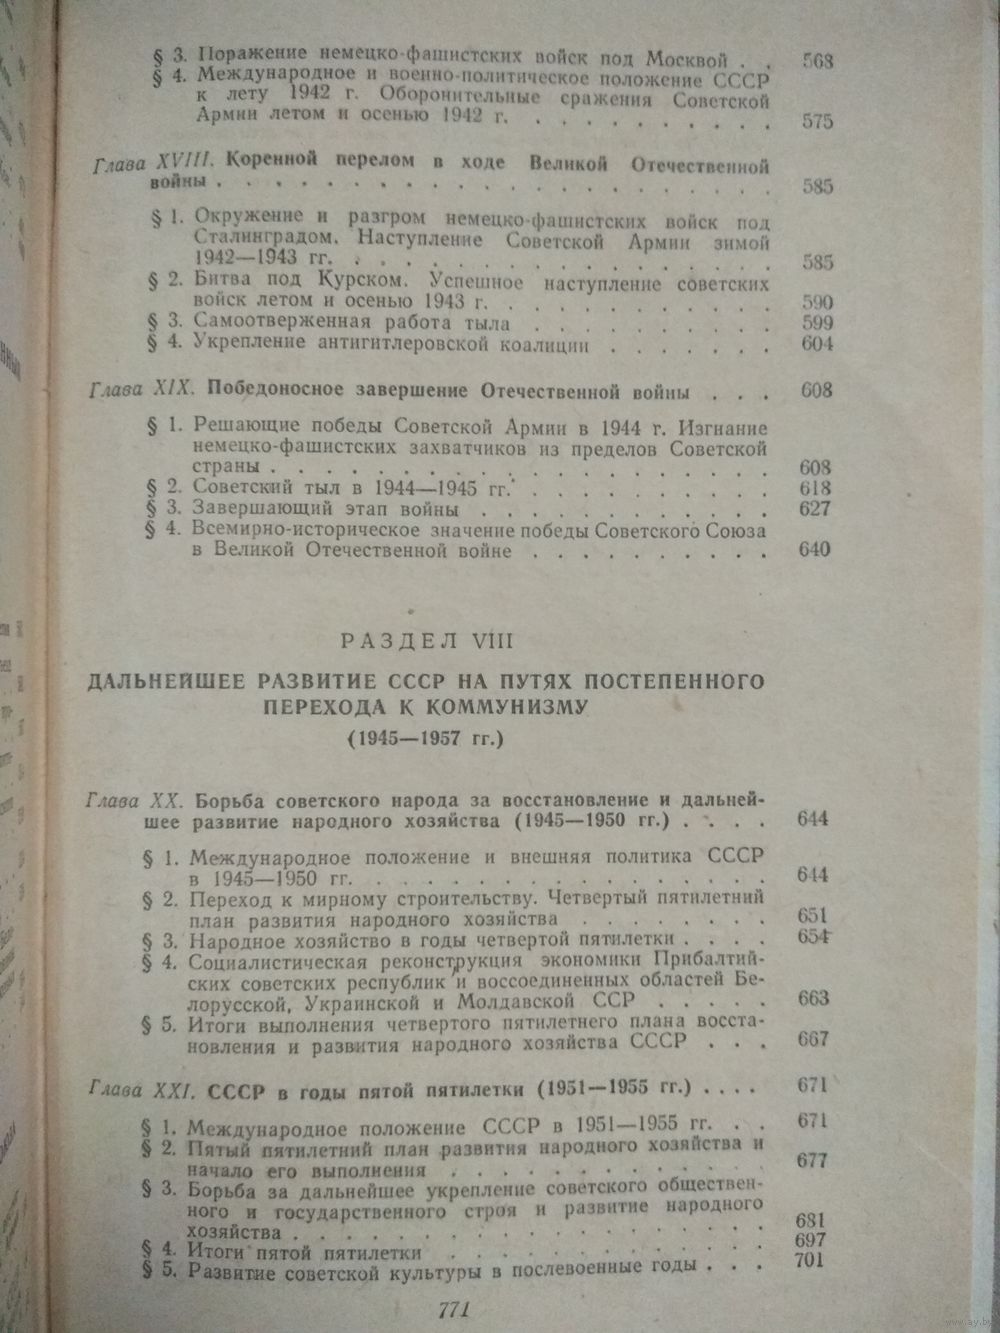 § 3. Поражение немецко-фашистских войск под Москвой . . 568
§ 4. Международное и военно-политическое положение СССР
к лету 1942 г. Оборонительные сражения Советской
Армии летом и осенью 1942 г. . . . . . . . . . . . 575
Глава XVIII. Коренной перелом в ходе Великой Отечественной
войны . . . . . . . . . . . . . . . . . . . . 585
§ 1. Окружение и разгром немецко-фашистских войск под
Сталинградом. Наступление Советской Армии зимой
1942—1943 гг. . . . . . . . . . . . . . . . . 585
§ 2. Битва под Курском. Успешное наступление советских
войск летом и осенью 1943 г. . . . . . . . . . . 590
§ 3. Самоотверженная работа тыла . . . . . . . . . . 599
§ 4. Укрепление антигитлеровской коалиции . . . . . . . 604
Глава XIX. Победоносное завершение Отечественной войны . . . 608
§ 1. Решающие победы Советской Армии в 1944 г. Изгнание
немецко-фашистских захватчиков из пределов Советской
страны . . . . . . . . . . . . . . . . . . . 608
§ 2. Советский тыл в 1944—1945 гг. . . . . . . . . . . 618
§ 3. Завершающий этап войны . . . . . . . . . . . . 627
§ 4. Всемирно-историческое значение победы Советского Союза
в Великой Отечественной войне . . . . . . . . . . 640
РАЗДЕЛ VIII
ДАЛЬНЕЙШЕЕ РАЗВИТИЕ СССР НА ПУТЯХ ПОСТЕПЕННОГО
ПЕРЕХОДА К КОММУНИЗМУ
(1945—1957 гг.)
Глава XX. Борьба советского народа за восстановление и дальней-
шее развитие народного хозяйства (1945—1950 гг.) . . . . 644
§ 1. Международное положение и внешняя политика СССР
в 1945—1950 гг. . . . . . . . . . . . . . . . . 644
§ 2. Переход к мирному строительству. Четвертый пятилетний
план развития народного хозяйства . . . . . . . . 651
§ 3. Народное хозяйство в годы четвертой пятилетки . . . . 654
§ 4. Социалистическая реконструкция экономики Прибалтий-
ских советских республик и воссоединенных областей Бе-
лорусской, Украинской и Молдавской ССР . . . . . 663
§ 5. Итоги выполнения четвертого пятилетнего плана восста-
новления и развития народного хозяйства СССР . . . 667
Глава XXI. СССР в годы пятой пятилетки (1951—1955 гг.) . . . . 671
§ 1. Международное положение СССР в 1951—1955 гг. . . 671
§ 2. Пятый пятилетний план развития народного хозяйства и
начало его выполнения . . . . . . . . . . . . . 677
§ 3. Борьба за дальнейшее укрепление советского обществен-
ного и государственного строя и развитие народного
хозяйства . . . . . . . . . . . . . . . . . . 681
§ 4. Итоги пятой пятилетки . . . . . . . . . . . . . 697
§ 5. Развитие советской культуры в послевоенные годы . . . 701
771
www.ay.by